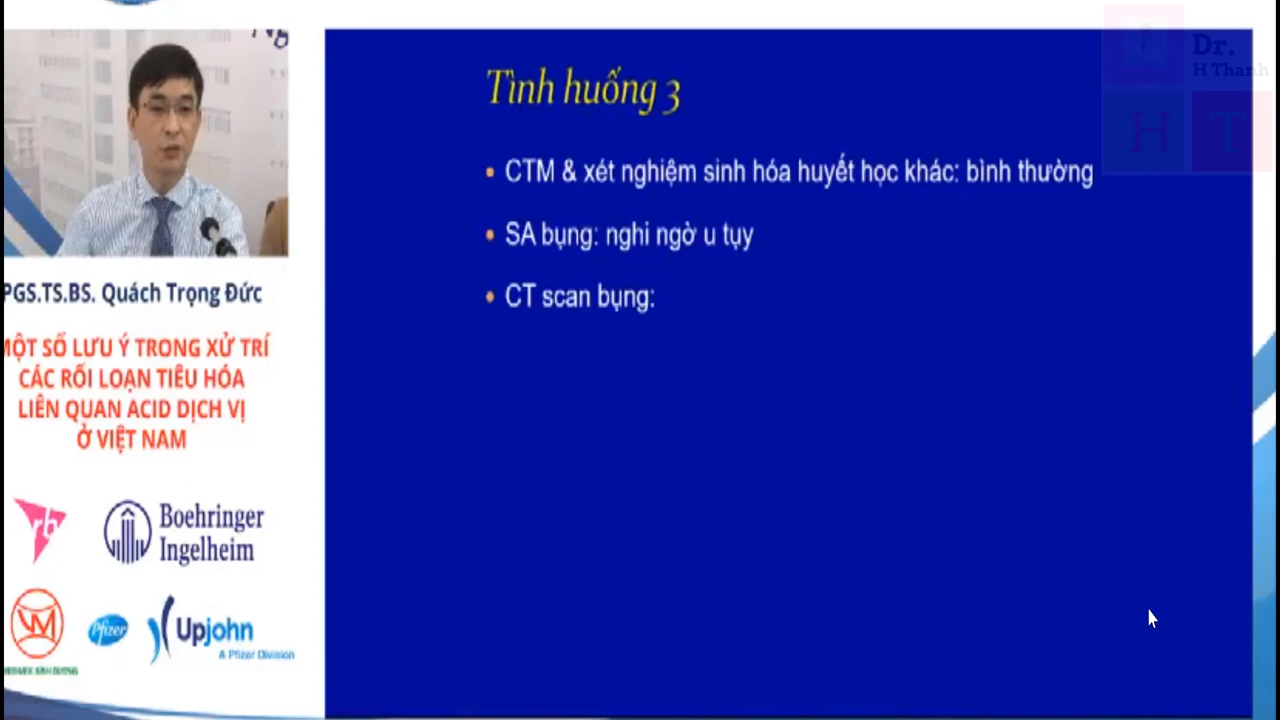 Tình huống 3
• CTM & xét nghiệm sinh hóa huyết học khác: bình thường
• SA bụng: nghi ngờ u tụy
• CT scan bụng:
PGS.TS.BS. Quách Trọng Đức
MỘT SỐ LƯU Ý TRONG XỬ TRÍ
CÁC RỐI LOẠN TIÊU HÓA
LIÊN QUAN ACID DỊCH VỊ
Ở VIỆT NAM
rb
Boehringer
Ingelheim
Pfizer
Upjohn
A Pfizer Division
Dr.
H Thanh
H T